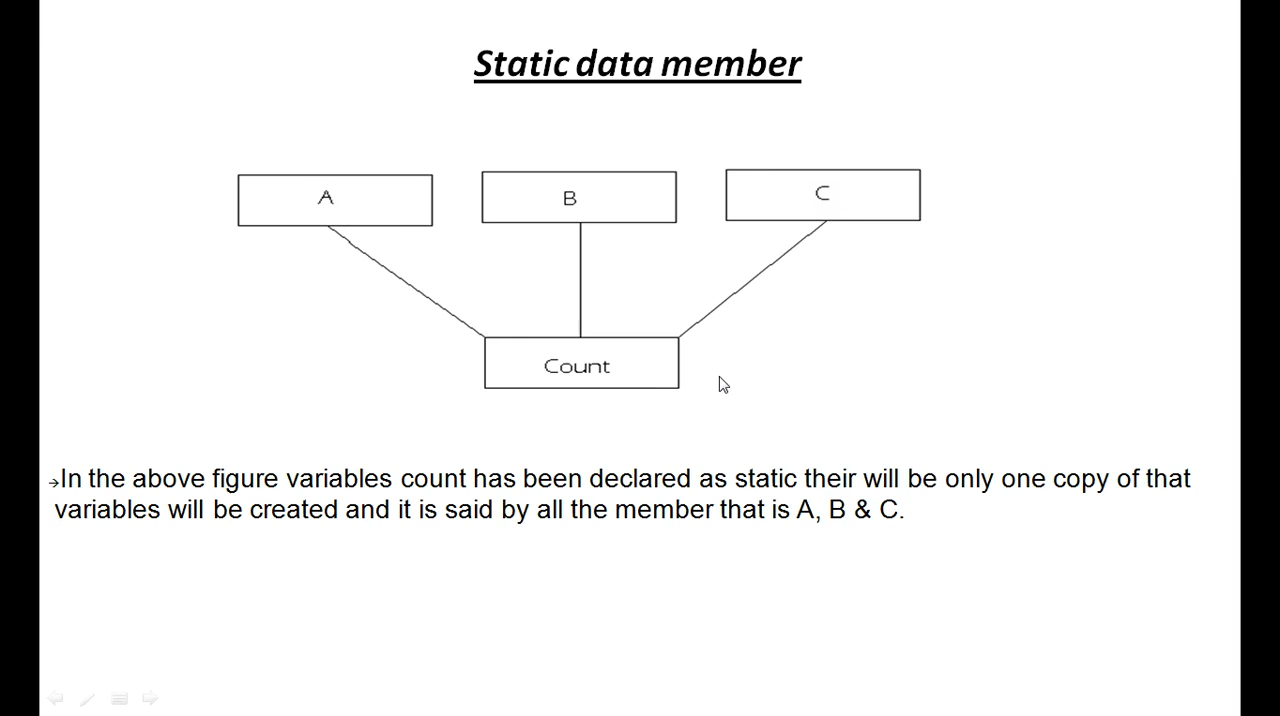 Static data member
A B C
Count
→In the above figure variables count has been declared as static their will be only one copy of that
variables will be created and it is said by all the member that is A, B & C.